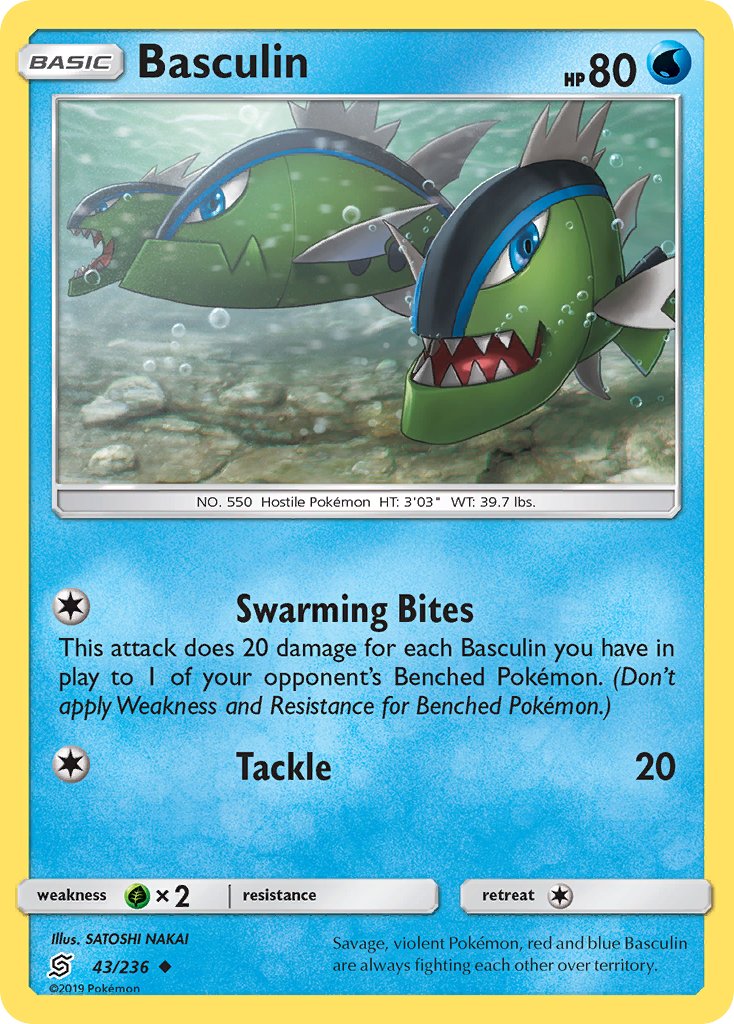 BASIC Basculin HP 80
NO. 550 Hostile Pokémon HT: 3'03" WT: 39.7 lbs.
Swarming Bites
This attack does 20 damage for each Basculin you have in
play to 1 of your opponent's Benched Pokémon. (Don't
apply Weakness and Resistance for Benched Pokémon.)
Tackle 20
weakness ×2 resistance retreat
Illus. SATOSHI NAKAI
43/236
©2019 Pokémon
Savage, violent Pokémon, red and blue Basculin
are always fighting each other over territory.